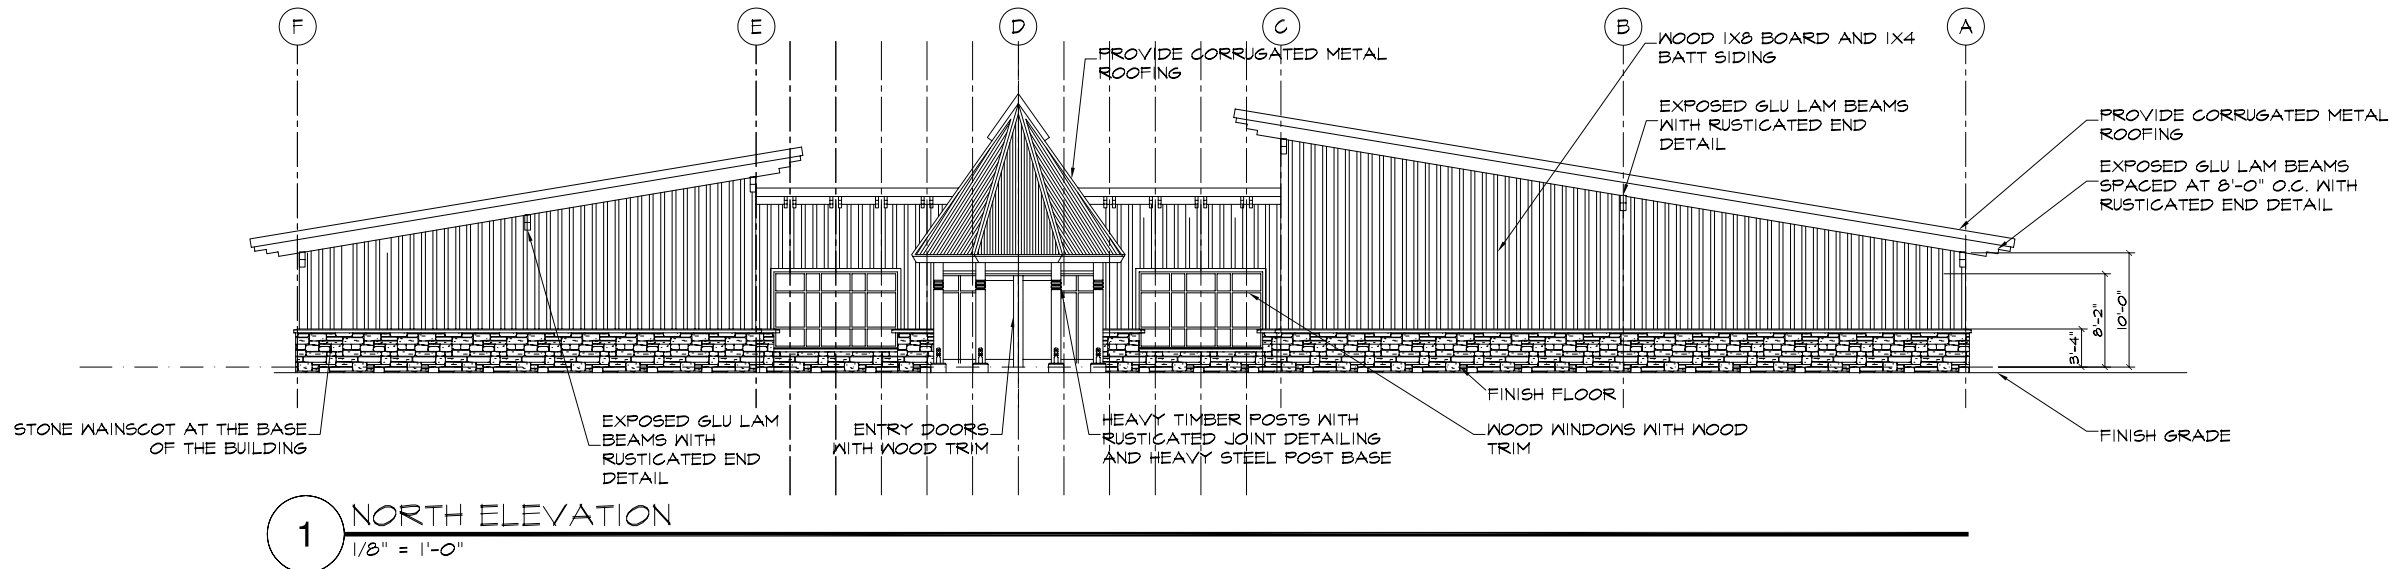 F
E
D
C
B
A
PROVIDE CORRUGATED METAL
ROOFING
WOOD 1X8 BOARD AND 1X4
BATT SIDING
EXPOSED GLU LAM BEAMS
WITH RUSTICATED END
DETAIL
PROVIDE CORRUGATED METAL
ROOFING
EXPOSED GLU LAM BEAMS
SPACED AT 8'-0" O.C. WITH
RUSTICATED END DETAIL
3'-4"
8'-2"
10'-0"
STONE WAINSCOT AT THE BASE
OF THE BUILDING
EXPOSED GLU LAM
BEAMS WITH
RUSTICATED END
DETAIL
ENTRY DOORS
WITH WOOD TRIM
HEAVY TIMBER POSTS WITH
RUSTICATED JOINT DETAILING
AND HEAVY STEEL POST BASE
FINISH FLOOR
WOOD WINDOWS WITH WOOD
TRIM
FINISH GRADE
1
NORTH ELEVATION
1/8" = 1'-0"